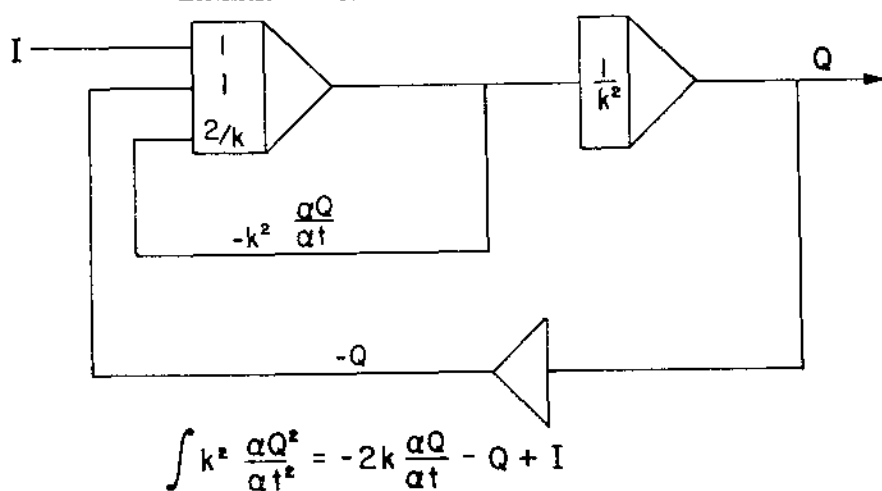 I
1
1
2/k
1/k²
Q
-k² αQ/αt
-Q
∫ k² αQ²/αt² = -2k αQ/αt - Q + I